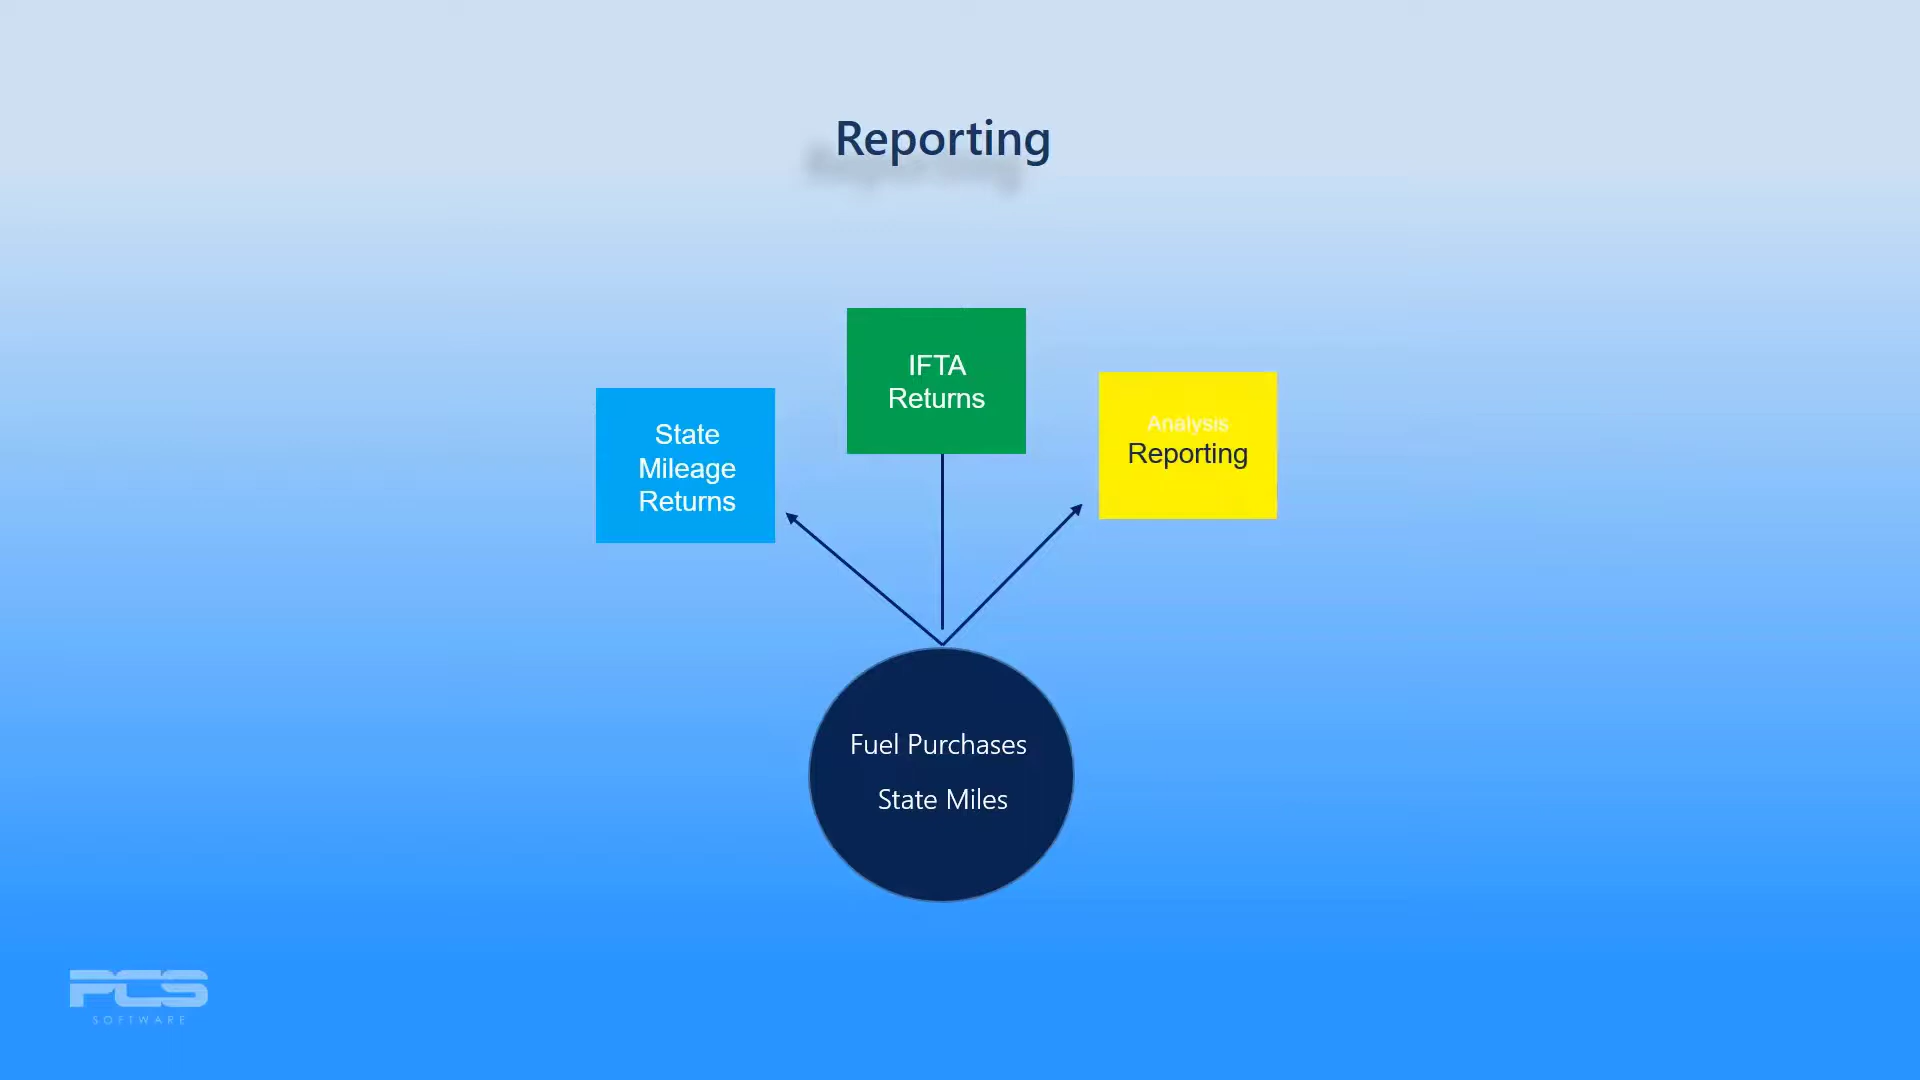 Reporting
IFTA
Returns
State
Mileage
Returns
Analysis
Reporting
Fuel Purchases
State Miles
PCS
SOFTWARE